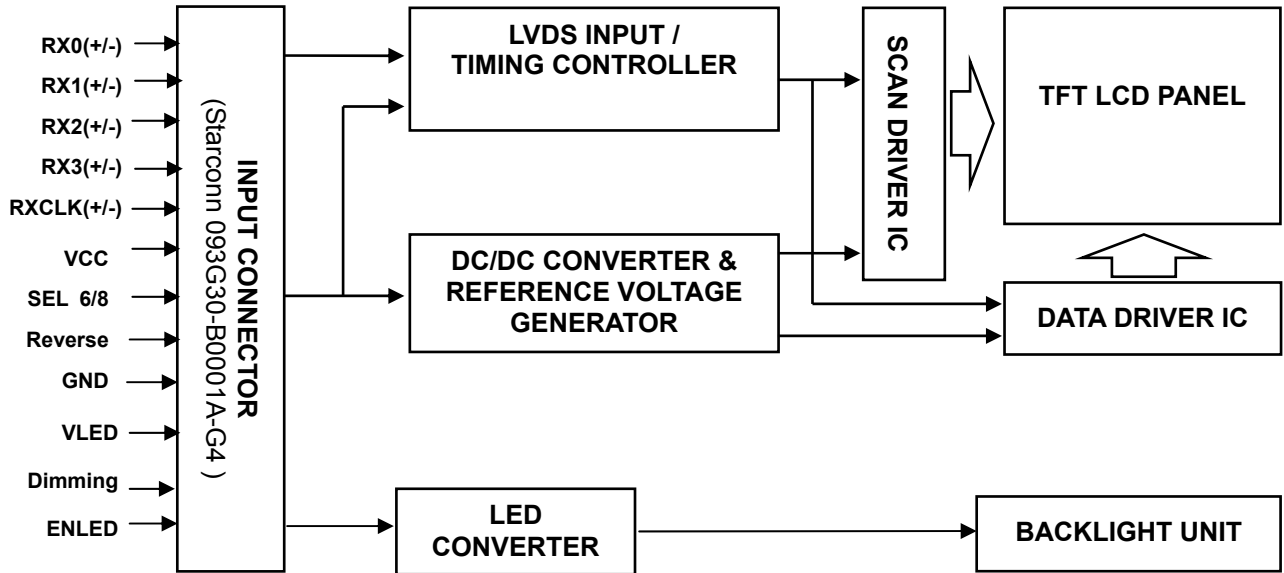 RX0(+/-)
RX1(+/-)
RX2(+/-)
RX3(+/-)
RXCLK(+/-)
VCC
SEL 6/8
Reverse
GND
VLED
Dimming
ENLED
INPUT CONNECTOR
(Starconn 093G30-B0001A-G4 )
LVDS INPUT /
TIMING CONTROLLER
DC/DC CONVERTER &
REFERENCE VOLTAGE
GENERATOR
LED
CONVERTER
SCAN DRIVER IC
TFT LCD PANEL
DATA DRIVER IC
BACKLIGHT UNIT